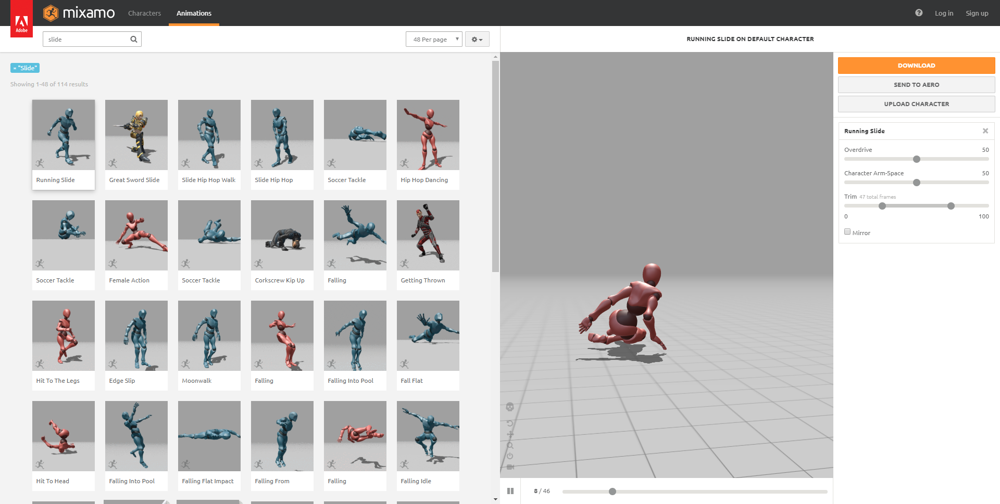 Adobe
mixamo
Characters
Animations
Log in
Sign up
slide
48 Per page
RUNNING SLIDE ON DEFAULT CHARACTER
× "Slide"
Showing 1-48 of 114 results
DOWNLOAD
SEND TO AERO
UPLOAD CHARACTER
Running Slide
Overdrive 50
Character Arm-Space 50
Trim 47 total frames
0 100
Mirror
Running Slide
Great Sword Slide
Slide Hip Hop Walk
Slide Hip Hop
Soccer Tackle
Hip Hop Dancing
Soccer Tackle
Female Action
Soccer Tackle
Corkscrew Kip Up
Falling
Getting Thrown
Hit To The Legs
Edge Slip
Moonwalk
Falling
Falling Into Pool
Fall Flat
Hit To Head
Falling Into Pool
Falling Flat Impact
Falling From
Falling
Falling Idle
8 / 46